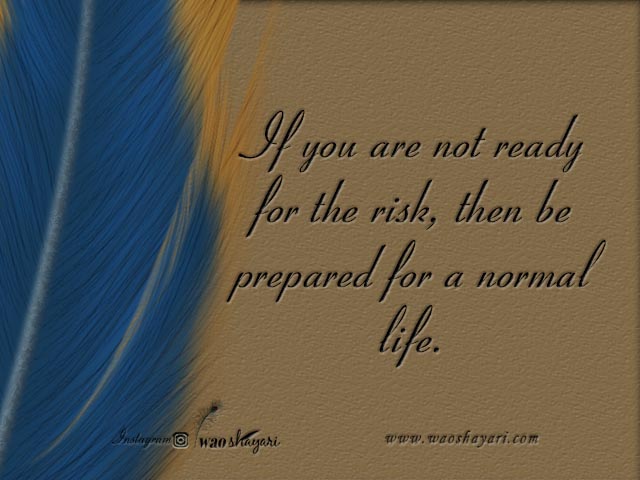 If you are not ready
for the risk, then be
prepared for a normal
life.
Instagram waoshayari
www.waoshayari.com